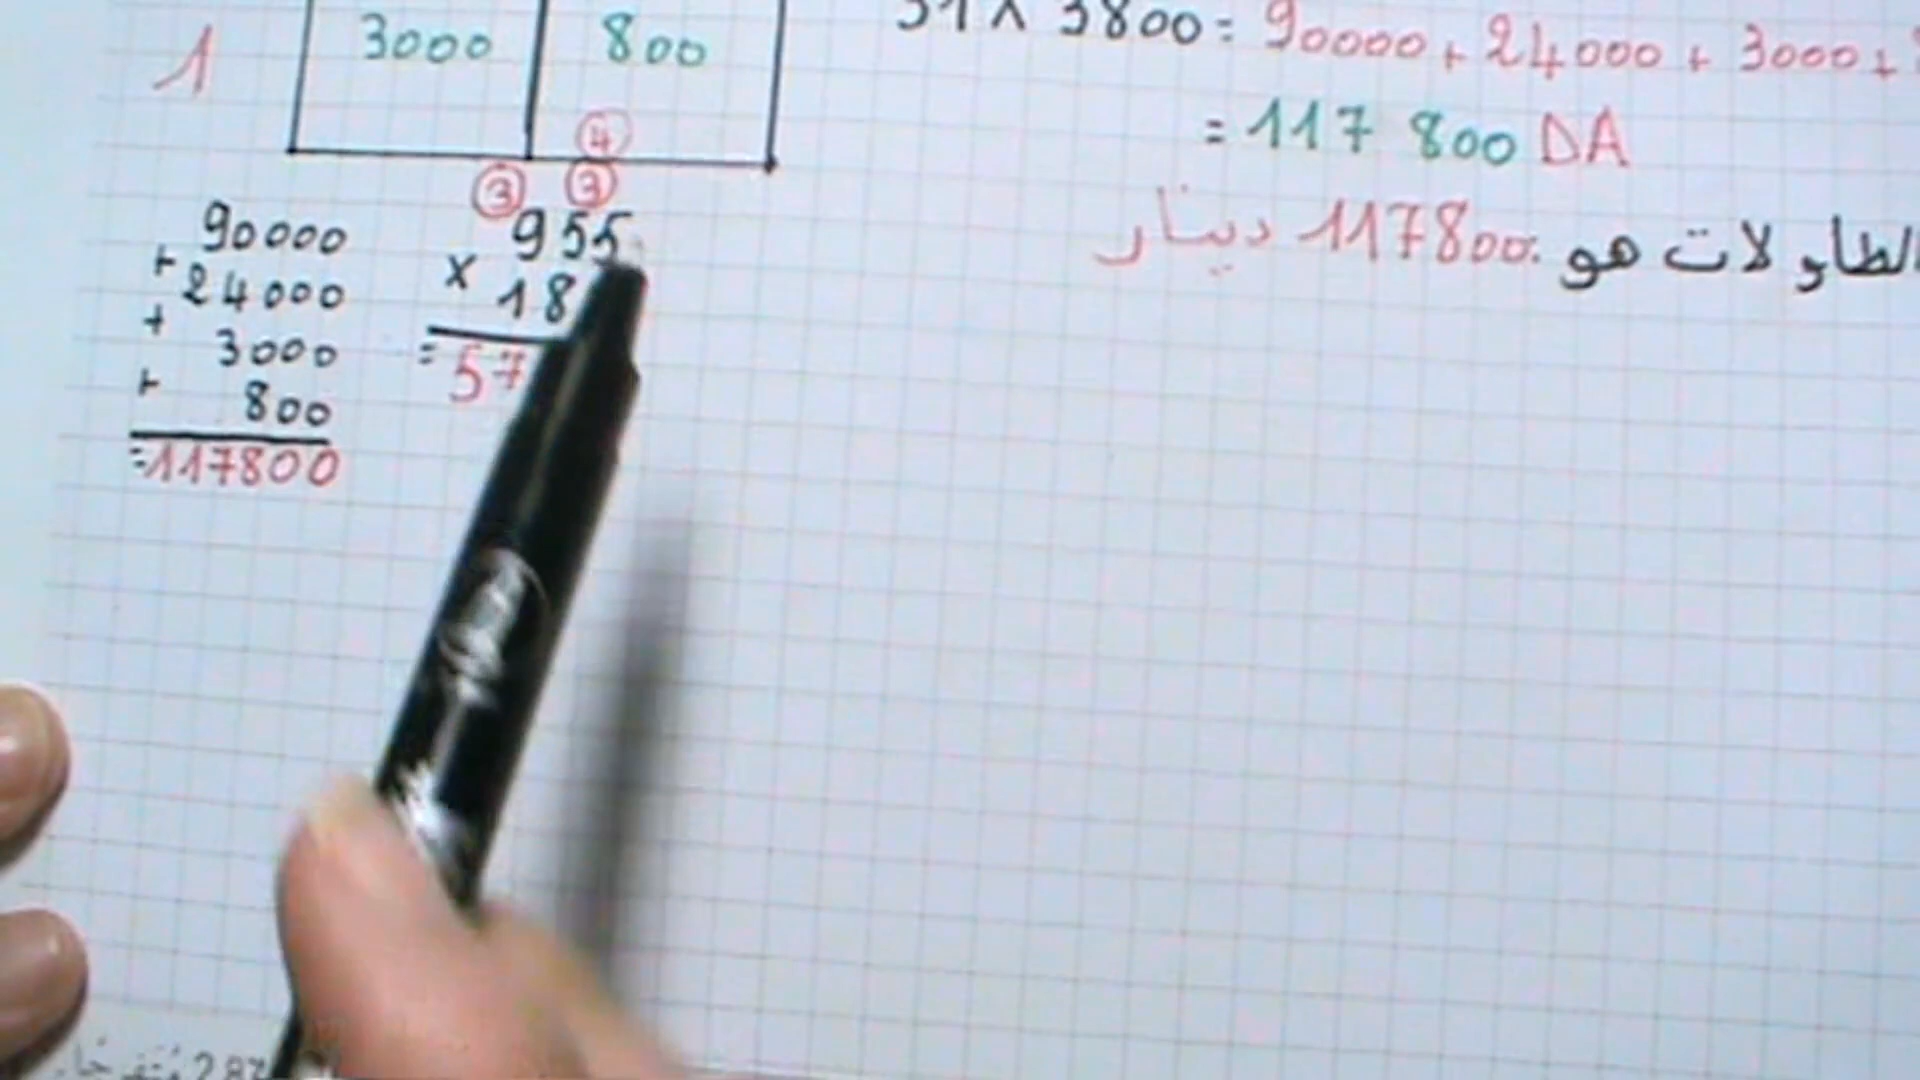 1 3000 800
3800 = 90000 + 24000 + 3000 +
= 117 800 DA
الطاولات هو 117800 دينار
④
③ ③
955
× 18
= 57
90000
+ 24000
+ 3000
+ 800
= 117800